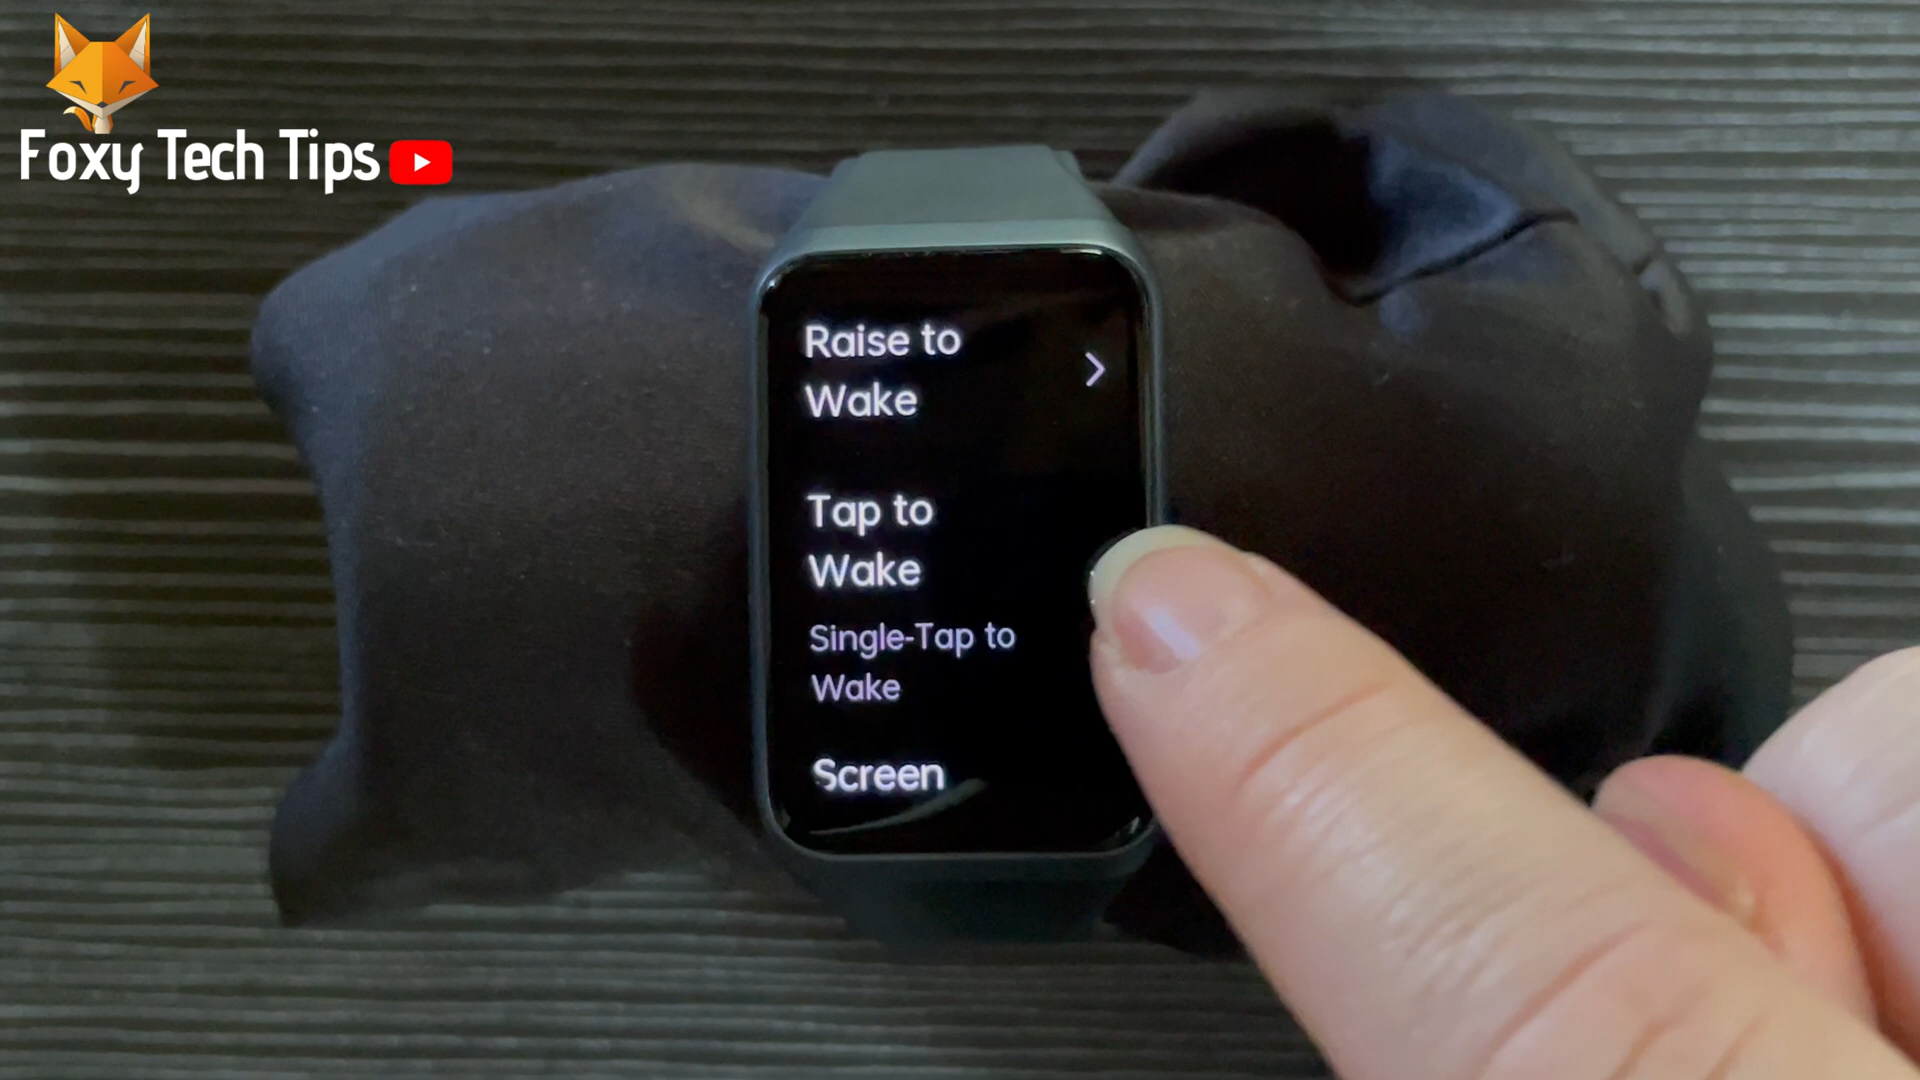 Foxy Tech Tips
Raise to
Wake
Tap to
Wake
Single-Tap to
Wake
Screen